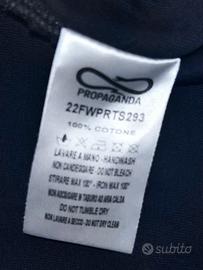 PROPAGANDA
22FWPRTS293
100% COTONE
LAVARE A MANO - HANDWASH
NON CANDEGGIARE - DO NOT BLEACH
STIRARE MAX 100° - IRON MAX 100°
NON ASCIUGARE IN TAMBURO AD ARIA CALDA
DO NOT TUMBLE DRY
NON LAVARE A SECCO - DO NOT DRY CLEAN
subito